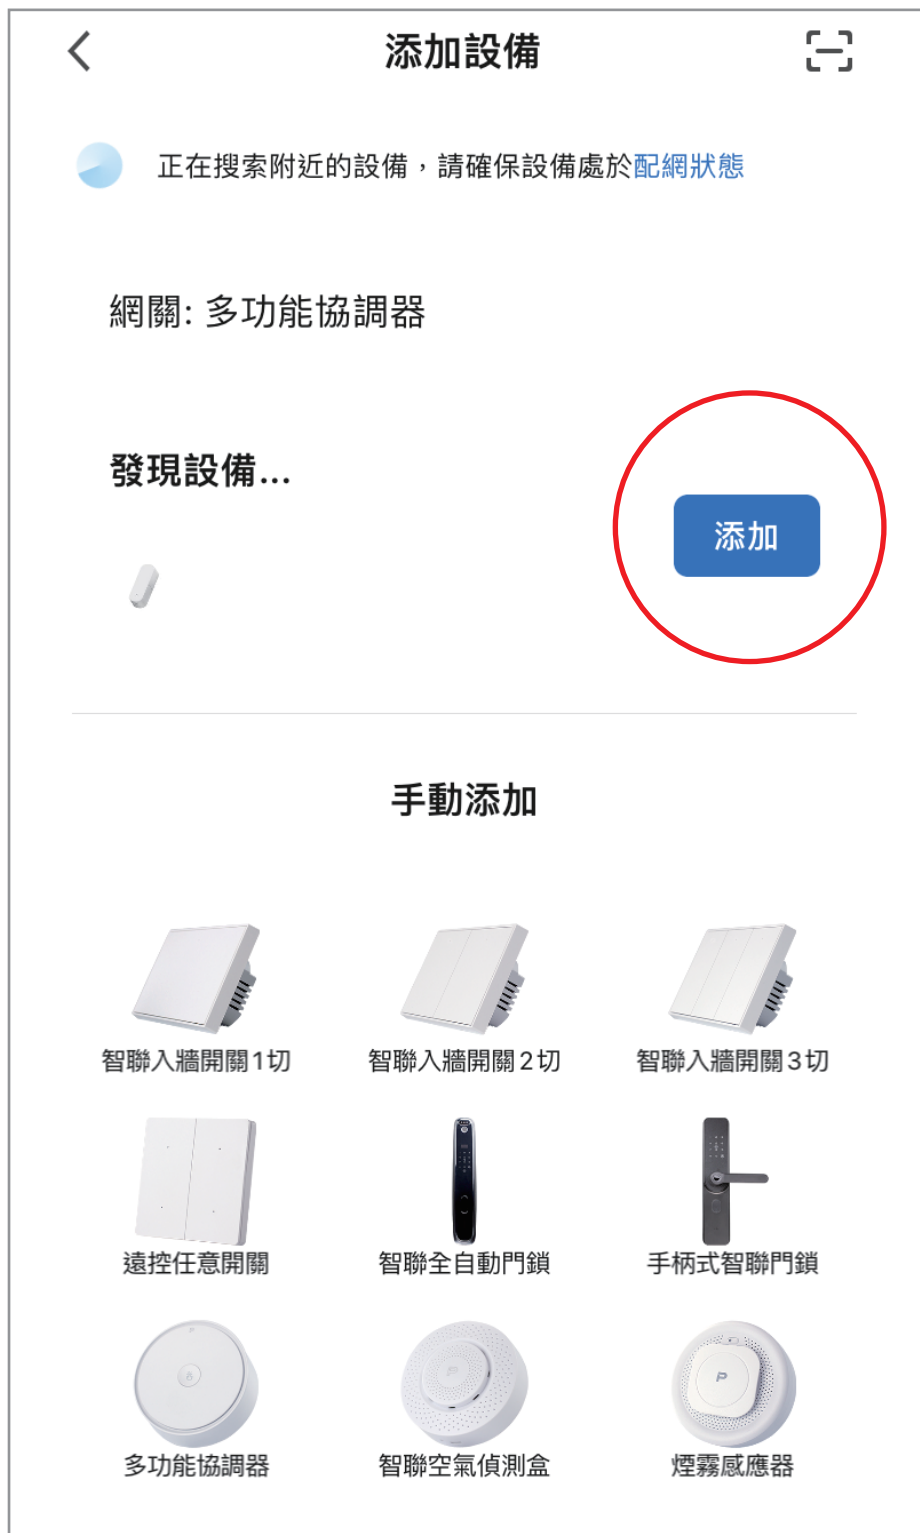 添加設備
正在搜索附近的設備，請確保設備處於配網狀態
網關: 多功能協調器
發現設備...
添加
手動添加
智聯入牆開關1切
智聯入牆開關2切
智聯入牆開關3切
遠控任意開關
智聯全自動門鎖
手柄式智聯門鎖
多功能協調器
智聯空氣偵測盒
煙霧感應器